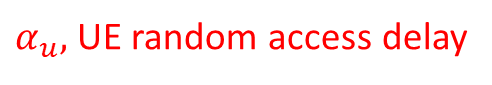 𝛼ᵤ, UE random access delay